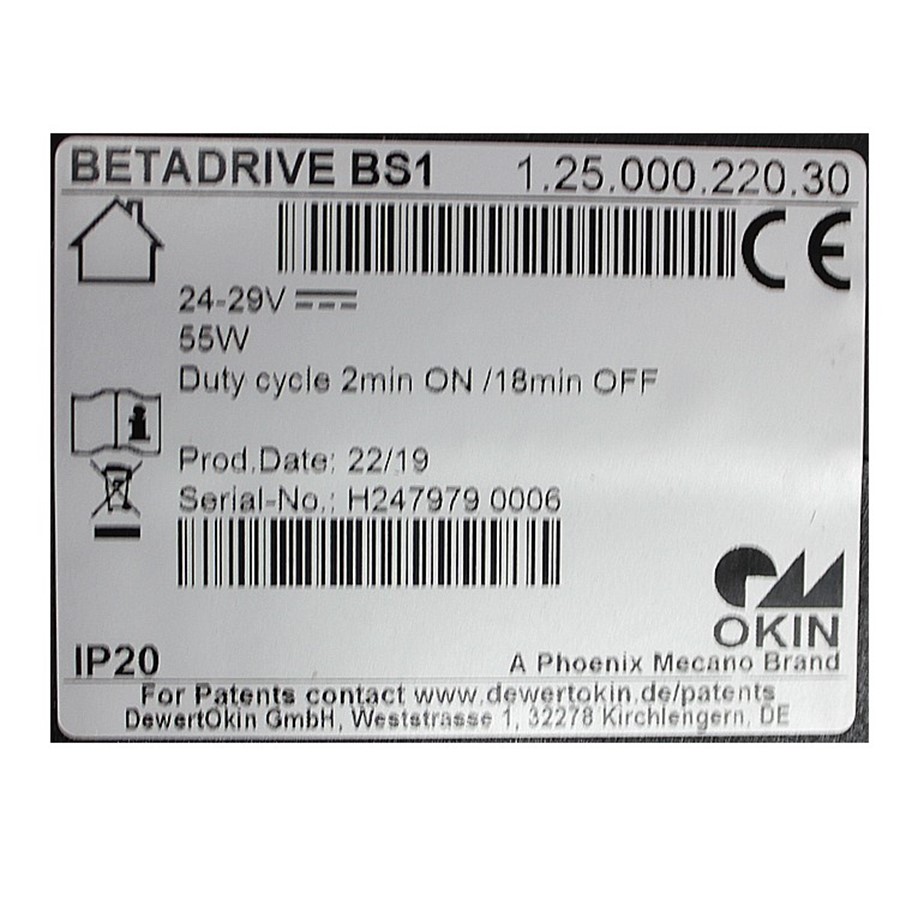 BETADRIVE BS1 1.25.000.220.30
CE
24-29V
55W
Duty cycle 2min ON /18min OFF
i
Prod.Date: 22/19
Serial-No.: H247979 0006
OKIN
IP20 A Phoenix Mecano Brand
For Patents contact www.dewertokin.de/patents
DewertOkin GmbH, Weststrasse 1, 32278 Kirchlengern, DE